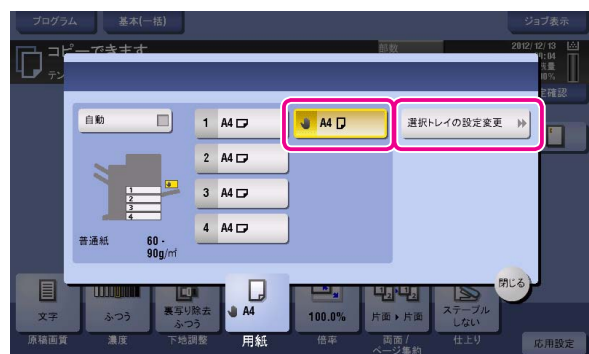 プログラム
基本(一括)
ジョブ表示
コピーできます
部数
2012/12/13
自動
1 A4
2 A4
3 A4
4 A4
A4
選択トレイの設定変更
1
2
3
4
普通紙
60 -
90g/㎡
閉じる
文字
ふつう
裏写り除去
ふつう
A4
100.0%
片面 片面
ステープル
しない
原稿画質
濃度
下地調整
用紙
倍率
両面/
ページ集約
仕上り
応用設定